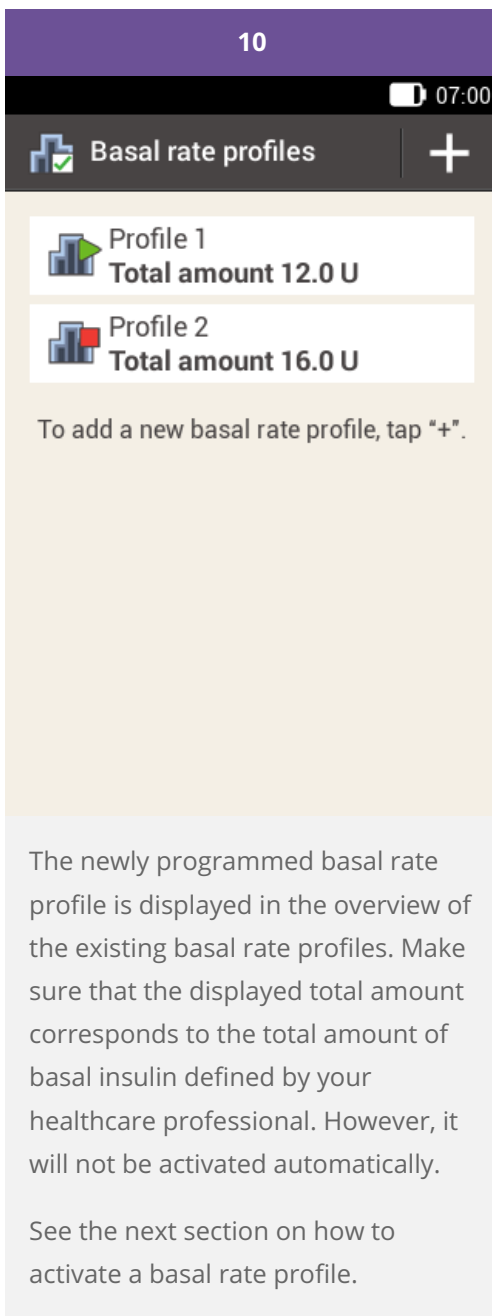 10
07:00
Basal rate profiles
Profile 1
Total amount 12.0 U
Profile 2
Total amount 16.0 U
To add a new basal rate profile, tap “+”.
The newly programmed basal rate
profile is displayed in the overview of
the existing basal rate profiles. Make
sure that the displayed total amount
corresponds to the total amount of
basal insulin defined by your
healthcare professional. However, it
will not be activated automatically.
See the next section on how to
activate a basal rate profile.